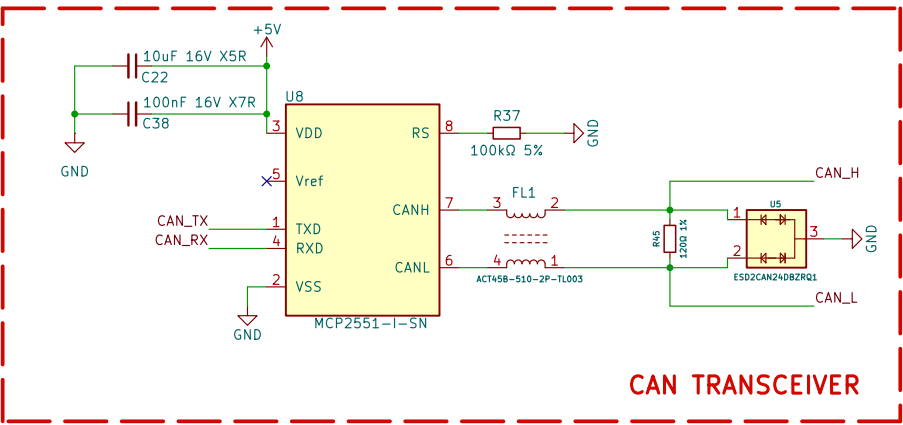 +5V
10uF 16V X5R
C22
100nF 16V X7R
C38
GND
U8
3 VDD
5 Vref
1 TXD
4 RXD
2 VSS
RS 8
CANH 7
CANL 6
MCP2551-I-SN
CAN_TX
CAN_RX
GND
R37
100kΩ 5%
GND
FL1
3 2
4 1
ACT45B-510-2P-TL003
R45
120Ω 1%
CAN_H
U5
1
2
3
GND
ESD2CAN24DBZRQ1
CAN_L
CAN TRANSCEIVER